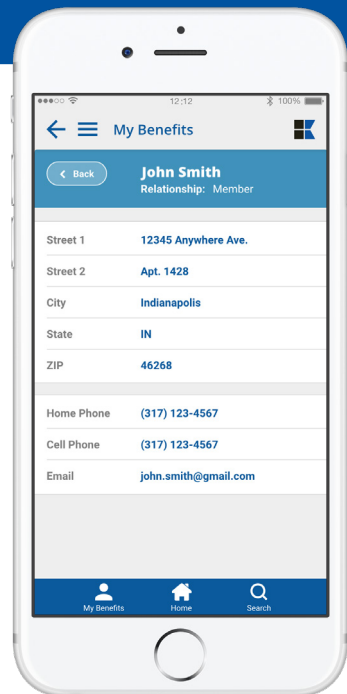 12:12 100%
My Benefits
Back John Smith
Relationship: Member
Street 1 12345 Anywhere Ave.
Street 2 Apt. 1428
City Indianapolis
State IN
ZIP 46268
Home Phone (317) 123-4567
Cell Phone (317) 123-4567
Email john.smith@gmail.com
My Benefits Home Search